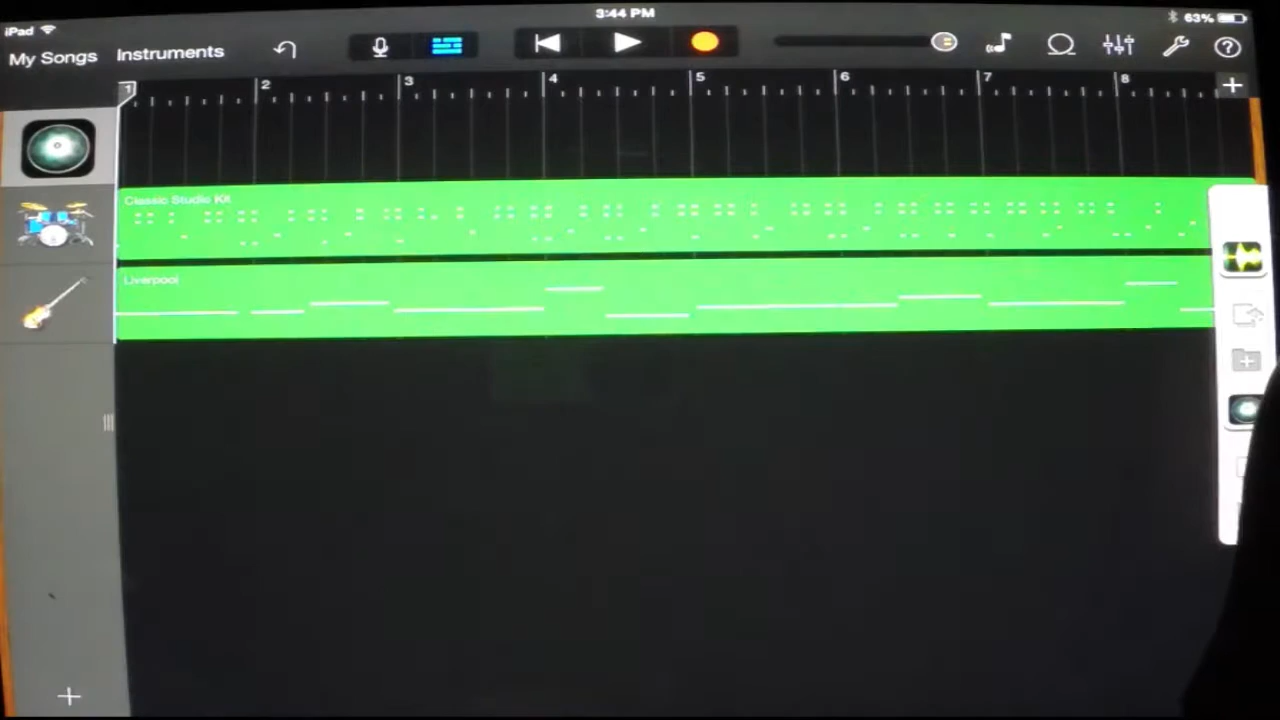 iPad 3:44 PM 63%
My Songs Instruments ?
1 2 3 4 5 6 7 8 +
Classic Studio Kit
Liverpool
+